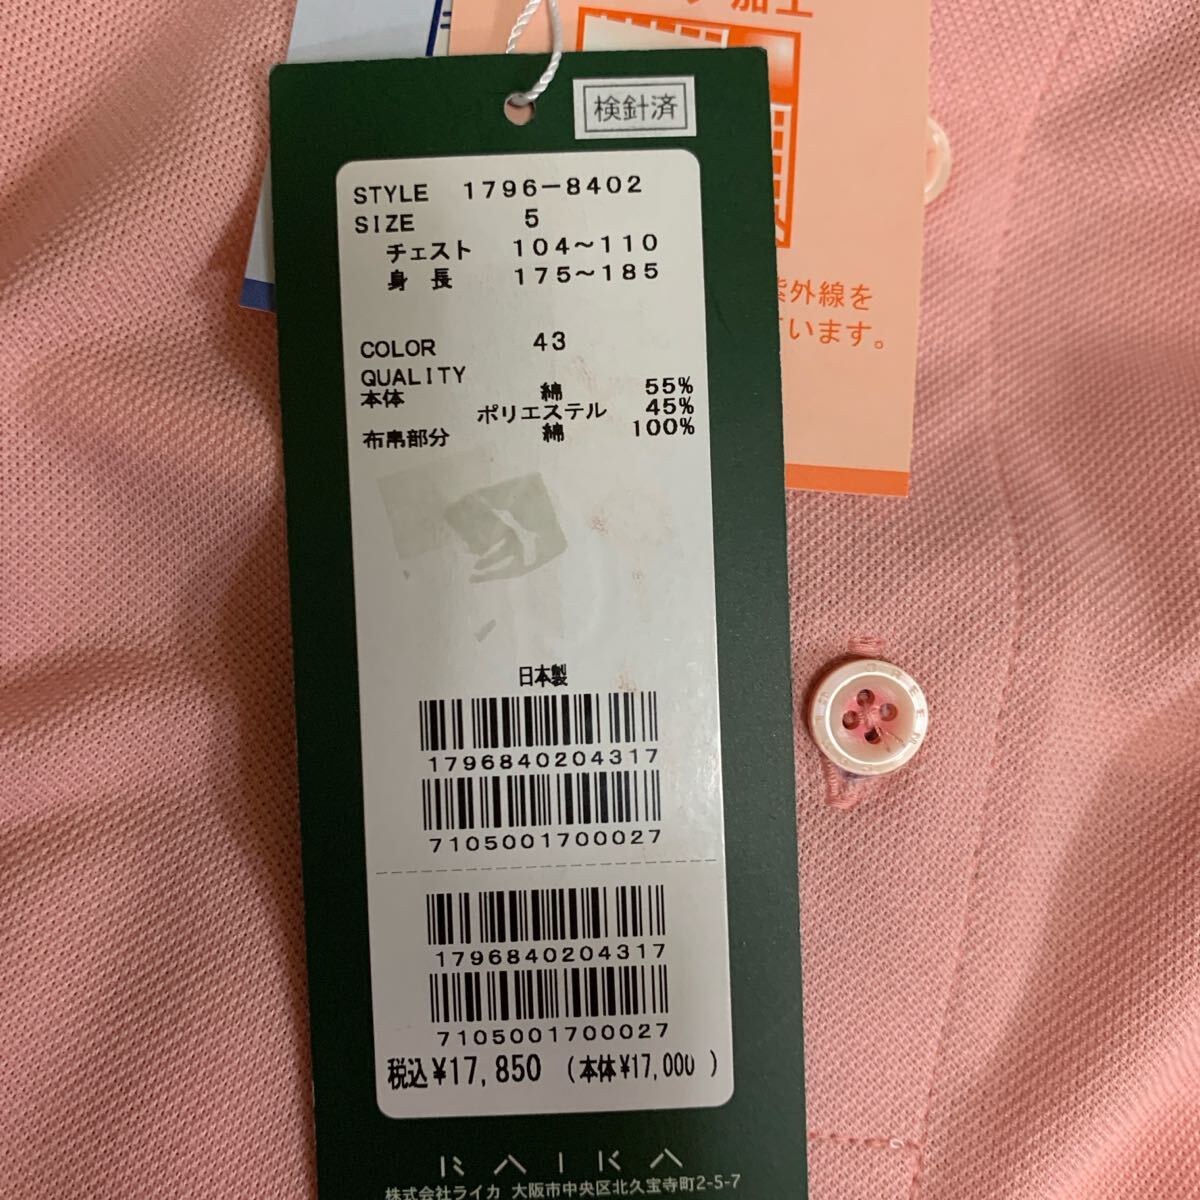 加工
検針済
STYLE 1796-8402
SIZE 5
チェスト 104～110
身長 175～185
紫外線を
います。
COLOR 43
QUALITY
本体 綿 55%
ポリエステル 45%
布帛部分 綿 100%
日本製
1796840204317
7105001700027
1796840204317
7105001700027
税込¥17,850 (本体¥17,000)
RAIKA
株式会社ライカ 大阪市中央区北久宝寺町2-5-7